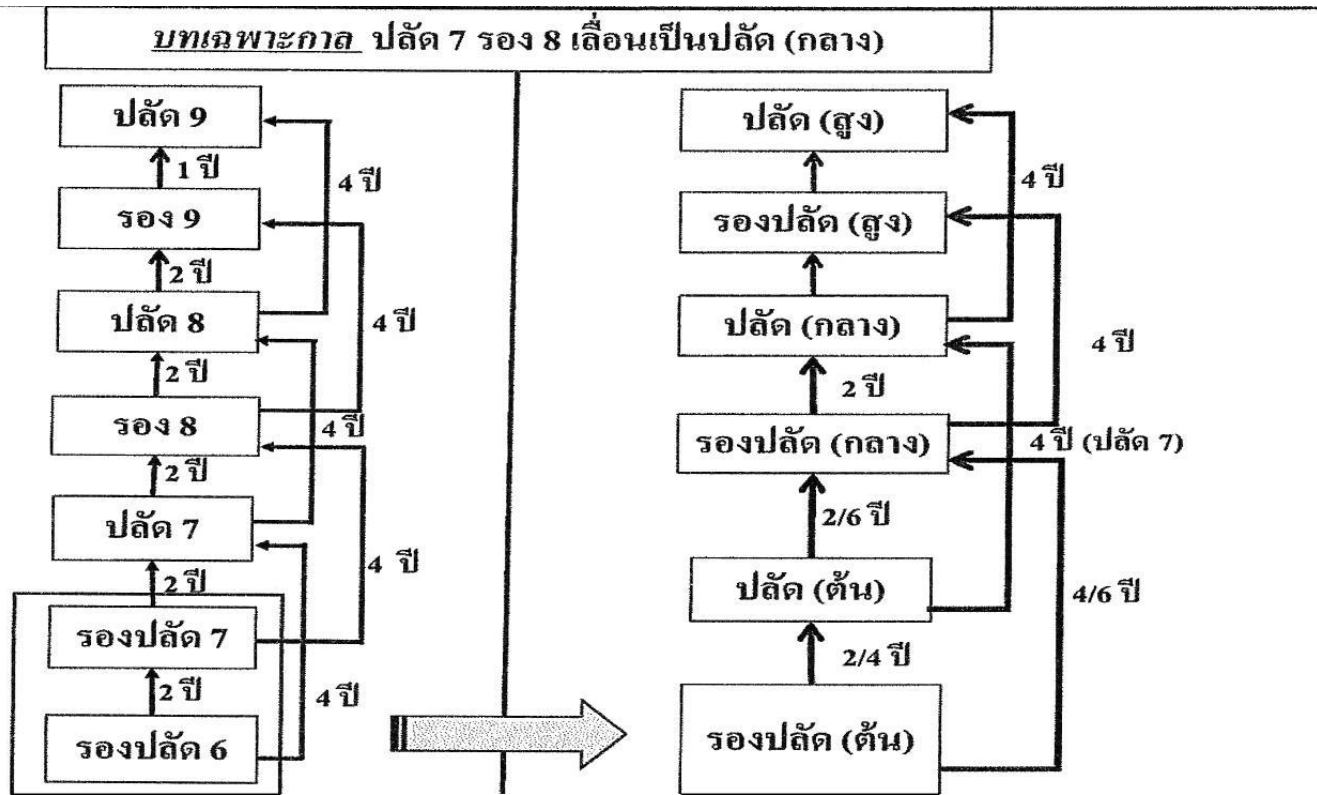 บทเฉพาะกาล ปลัด 7 รอง 8 เลื่อนเป็นปลัด (กลาง)
ปลัด 9
1 ปี
4 ปี
รอง 9
2 ปี
ปลัด 8
4 ปี
2 ปี
รอง 8
4 ปี
2 ปี
ปลัด 7
4 ปี
2 ปี
รองปลัด 7
2 ปี
4 ปี
รองปลัด 6
ปลัด (สูง)
4 ปี
รองปลัด (สูง)
ปลัด (กลาง)
4 ปี
2 ปี
รองปลัด (กลาง)
4 ปี (ปลัด 7)
2/6 ปี
ปลัด (ต้น)
4/6 ปี
2/4 ปี
รองปลัด (ต้น)